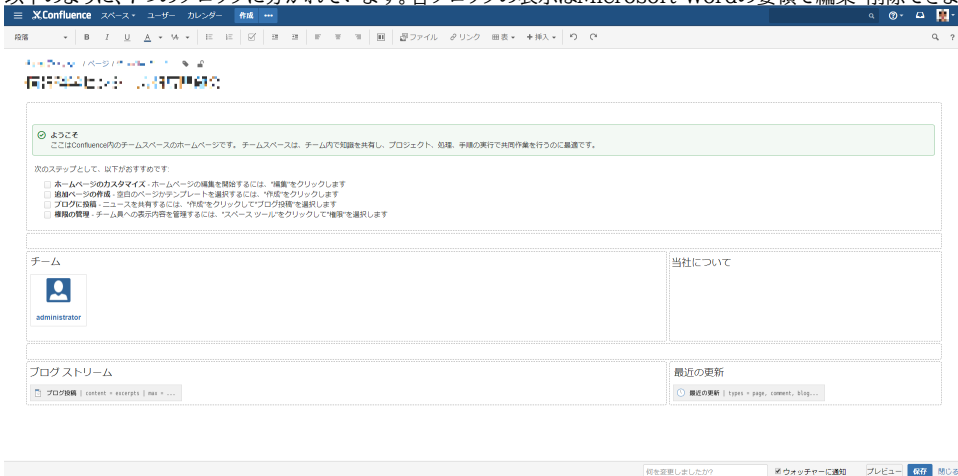 以下のように、7つのブロックに分かれています。各ブロックの表示はMicrosoft Wordの要領で編集・削除できま
Confluence スペース ユーザー カレンダー 作成
段落 B I U A ファイル リンク 表 挿入 ?
/ ページ /
ようこそ
ここはConfluence内のチームスペースのホームページです。 チームスペースは、チーム内で知識を共有し、プロジェクト、処理、手順の実行で共同作業を行うのに最適です。
次のステップとして、以下がおすすめです:
ホームページのカスタマイズ - ホームページの編集を開始するには、"編集"をクリックします
追加ページの作成 - 空白のページかテンプレートを選択するには、"作成"をクリックします
ブログに投稿 - ニュースを共有するには、"作成"をクリックして"ブログ投稿"を選択します
権限の管理 - チーム員への表示内容を管理するには、"スペース ツール"をクリックして"権限"を選択します
チーム
当社について
administrator
ブログ ストリーム
最近の更新
ブログ投稿 | content = excerpts | max = ...
最近の更新 | types = page, comment, blog...
何を変更しましたか? ウォッチャーに通知 プレビュー 保存 閉じる